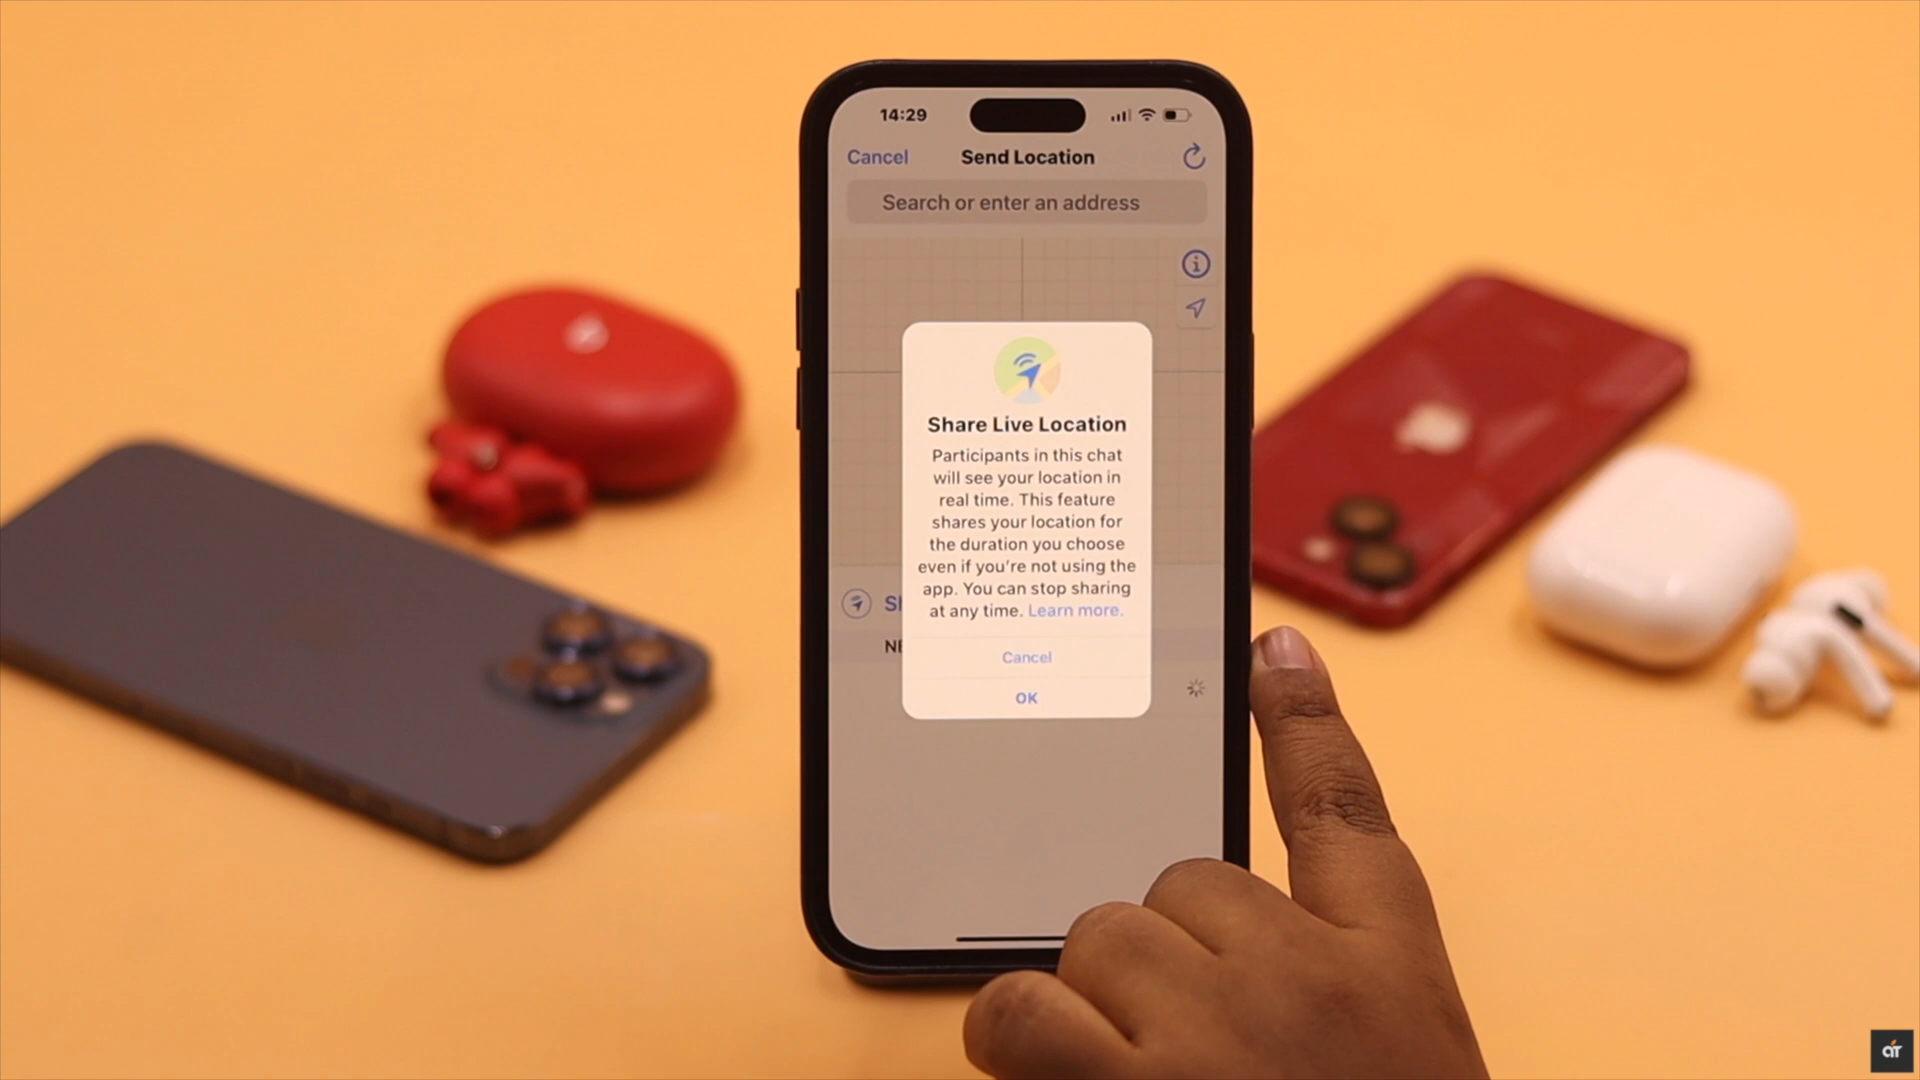 14:29
Cancel Send Location
Search or enter an address
Share Live Location
Participants in this chat
will see your location in
real time. This feature
shares your location for
the duration you choose
even if you're not using the
app. You can stop sharing
at any time. Learn more.
Cancel
OK